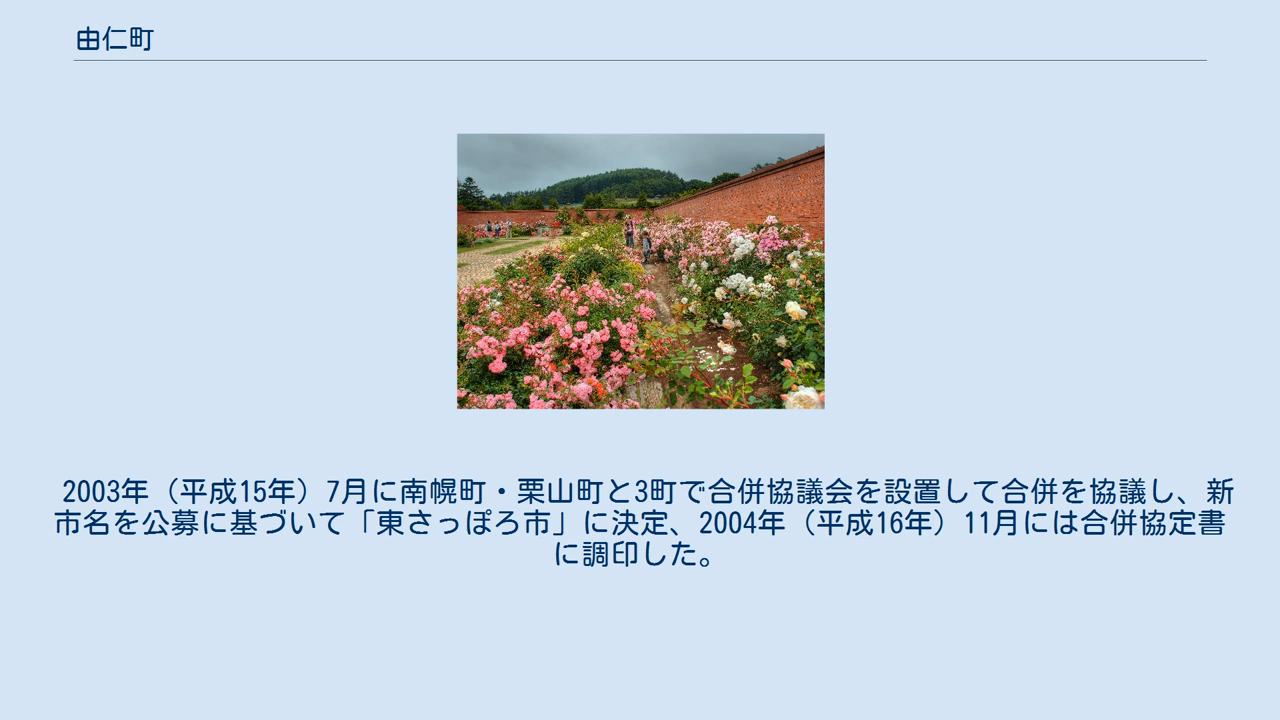 由仁町
2003年（平成15年）7月に南幌町・栗山町と3町で合併協議会を設置して合併を協議し、新
市名を公募に基づいて「東さっぽろ市」に決定、2004年（平成16年）11月には合併協定書
に調印した。